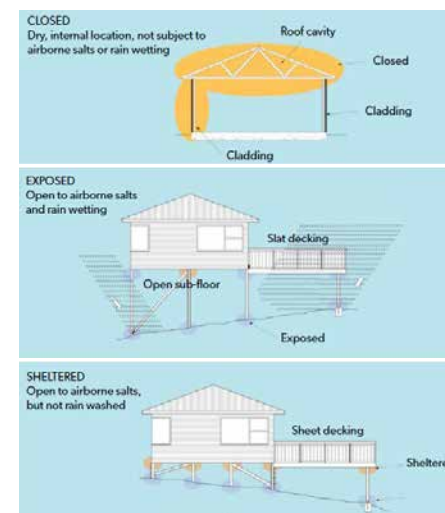 CLOSED
Dry, internal location, not subject to
airborne salts or rain wetting
Roof cavity
Closed
Cladding
Cladding
EXPOSED
Open to airborne salts
and rain wetting
Slat decking
Open sub-floor
Exposed
SHELTERED
Open to airborne salts,
but not rain washed
Sheet decking
Sheltere